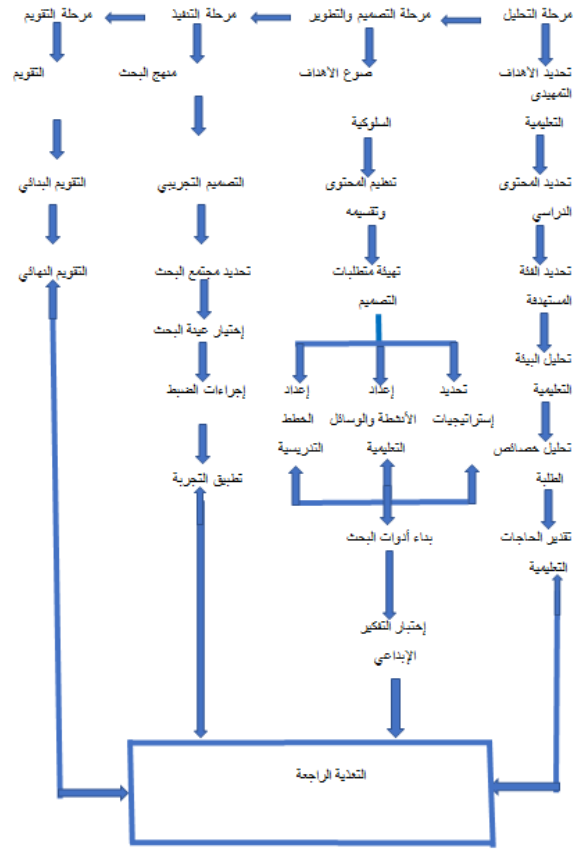 مرحلة التحليل
مرحلة التصميم والتطوير
مرحلة التنفيذ
مرحلة التقويم
تحديد الأهداف
التعليمية
تحديد المحتوى
الدراسي
تحديد الفئة
المستهدفة
تحليل البيئة
التعليمية
تحليل خصائص
الطلبة
تقدير الحاجات
التعليمية
صوغ الأهداف
السلوكية
تنظيم المحتوى
وتقسيمه
تهيئة متطلبات
التصميم
تحديد
إستراتيجيات
إعداد
الأنشطة والوسائل
التعليمية
إعداد
الخطط
التدريسية
بناء أدوات البحث
إختبار التفكير
الإبداعي
منهج البحث
التصميم التجريبي
تحديد مجتمع البحث
إختيار عينة البحث
إجراءات الضبط
تطبيق التجربة
التقويم
التمهيدى
التقويم البدائي
التقويم النهائي
التغذية الراجعة